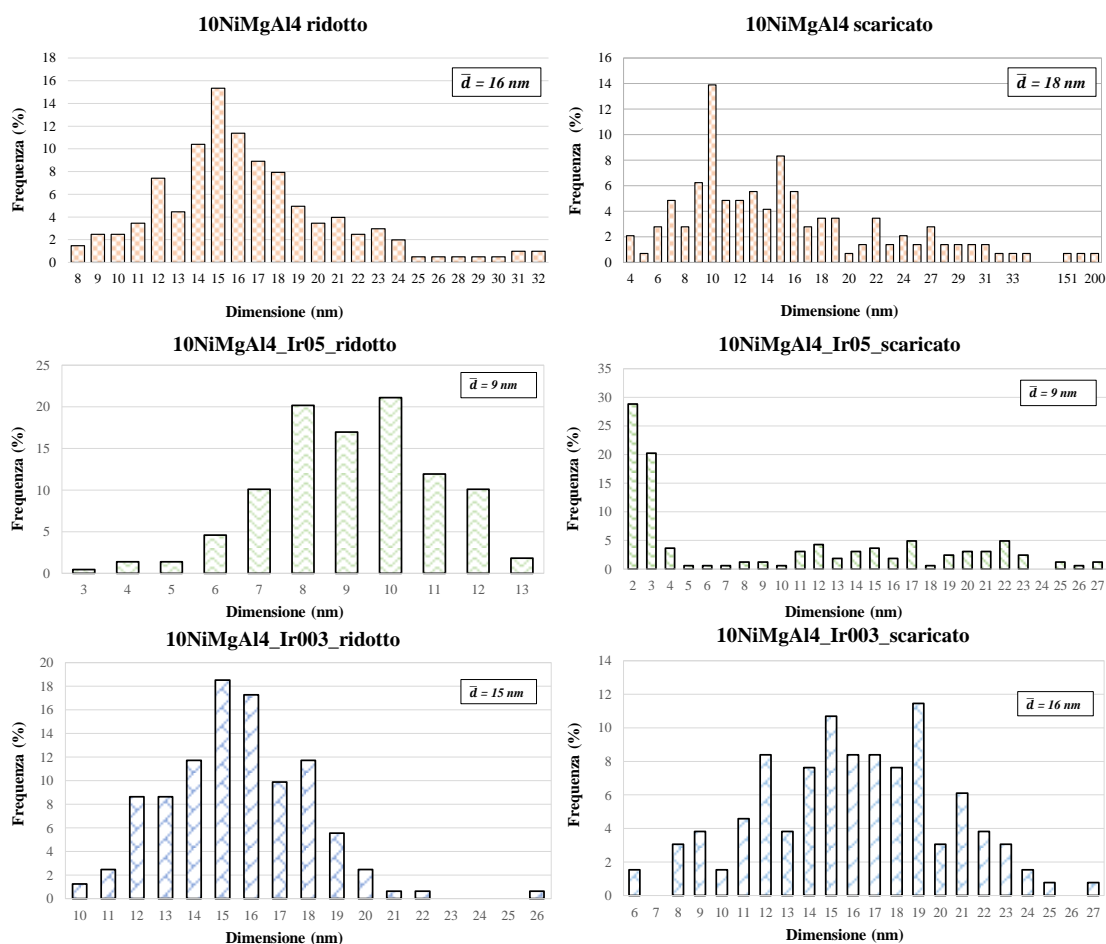 10NiMgAl4 ridotto
d̅ = 16 nm
Frequenza (%)
18
16
14
12
10
8
6
4
2
0
8 9 10 11 12 13 14 15 16 17 18 19 20 21 22 23 24 25 26 28 29 30 31 32
Dimensione (nm)
10NiMgAl4 scaricato
d̅ = 18 nm
Frequenza (%)
16
14
12
10
8
6
4
2
0
4 6 8 10 12 14 16 18 20 22 24 27 29 31 33 151 200
Dimensione (nm)
10NiMgAl4_Ir05_ridotto
d̅ = 9 nm
Frequenza (%)
25
20
15
10
5
0
3 4 5 6 7 8 9 10 11 12 13
Dimensione (nm)
10NiMgAl4_Ir05_scaricato
d̅ = 9 nm
Frequenza (%)
35
30
25
20
15
10
5
0
2 3 4 5 6 7 8 9 10 11 12 13 14 15 16 17 18 19 20 21 22 23 24 25 26 27
Dimensione (nm)
10NiMgAl4_Ir003_ridotto
d̅ = 15 nm
Frequenza (%)
20
18
16
14
12
10
8
6
4
2
0
10 11 12 13 14 15 16 17 18 19 20 21 22 23 24 25 26
Dimensione (nm)
10NiMgAl4_Ir003_scaricato
d̅ = 16 nm
Frequenza (%)
14
12
10
8
6
4
2
0
6 7 8 9 10 11 12 13 14 15 16 17 18 19 20 21 22 23 24 25 26 27
Dimensione (nm)